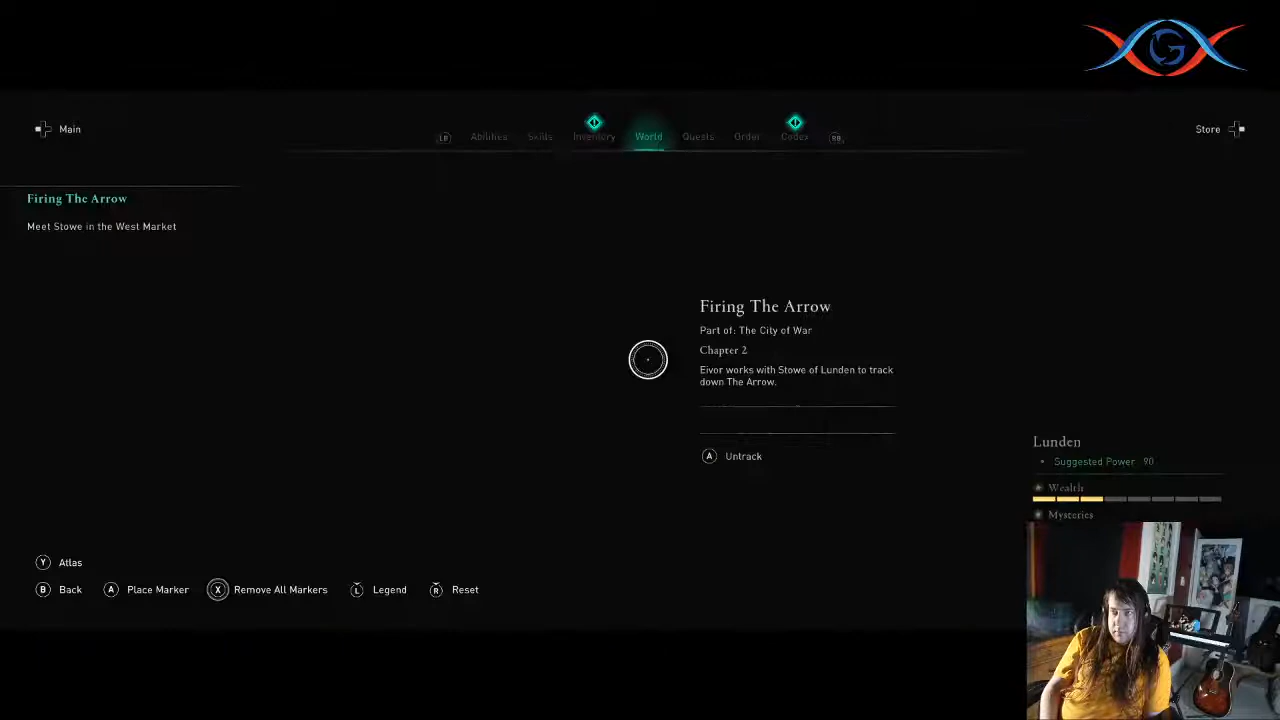 Main
LB Abilities Skills Inventory World Quests Order Codex RB
Store
Firing The Arrow
Meet Stowe in the West Market
Firing The Arrow
Part of: The City of War
Chapter 2
Eivor works with Stowe of Lunden to track
down The Arrow.
A Untrack
Lunden
Suggested Power 90
Wealth
Mysteries
Y Atlas
B Back A Place Marker X Remove All Markers L Legend R Reset
G